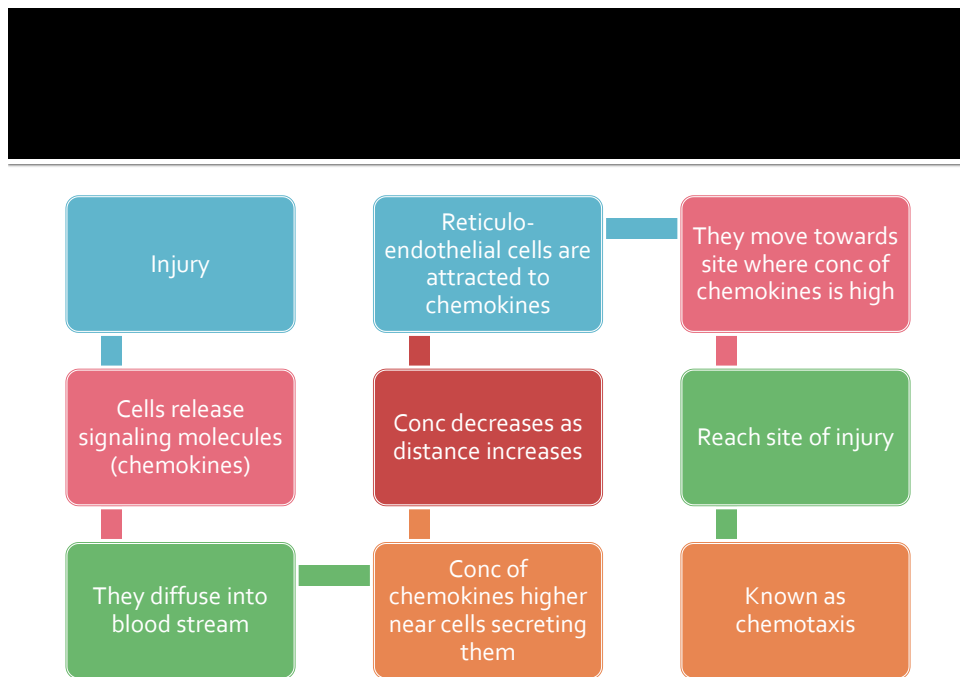 Injury
Cells release
signaling molecules
(chemokines)
They diffuse into
blood stream
Conc of
chemokines higher
near cells secreting
them
Conc decreases as
distance increases
Reticulo-
endothelial cells are
attracted to
chemokines
They move towards
site where conc of
chemokines is high
Reach site of injury
Known as
chemotaxis